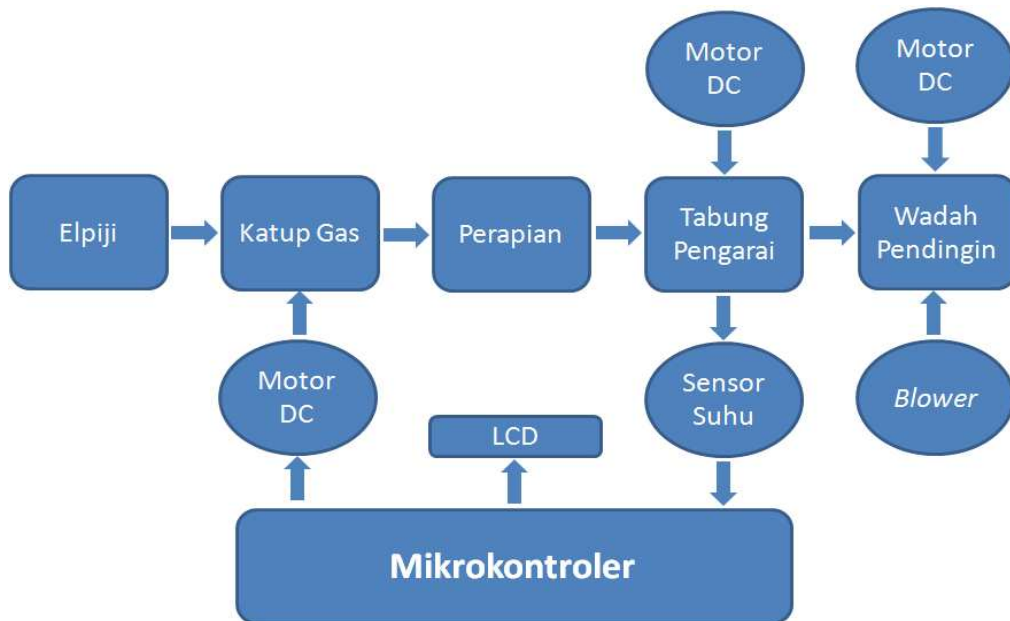 Motor
DC
Motor
DC
Elpiji
Katup Gas
Perapian
Tabung
Pengarai
Wadah
Pendingin
Motor
DC
LCD
Sensor
Suhu
Blower
Mikrokontroler